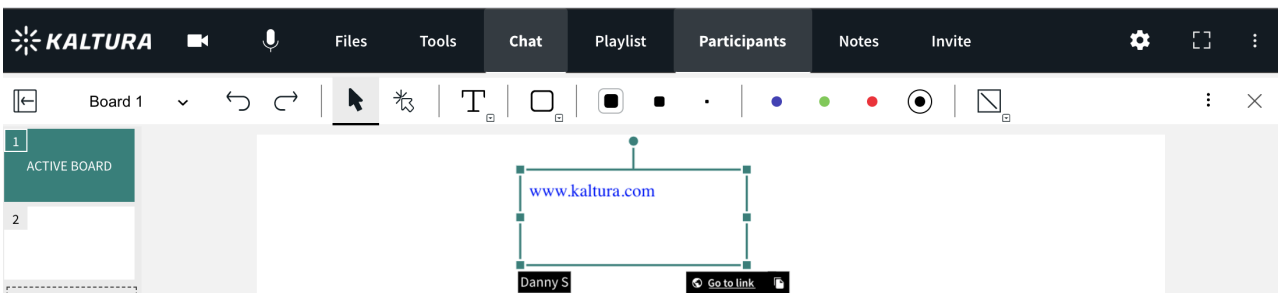 KALTURA Files Tools Chat Playlist Participants Notes Invite
Board 1 T
1
ACTIVE BOARD
2
www.kaltura.com
Danny S Go to link